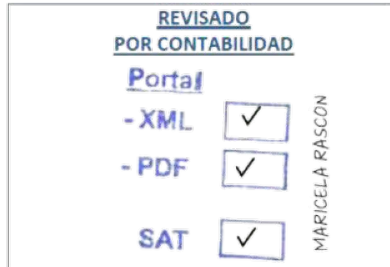 REVISADO
POR CONTABILIDAD
Portal
- XML ✓
- PDF ✓
SAT ✓
MARICELA RASCON